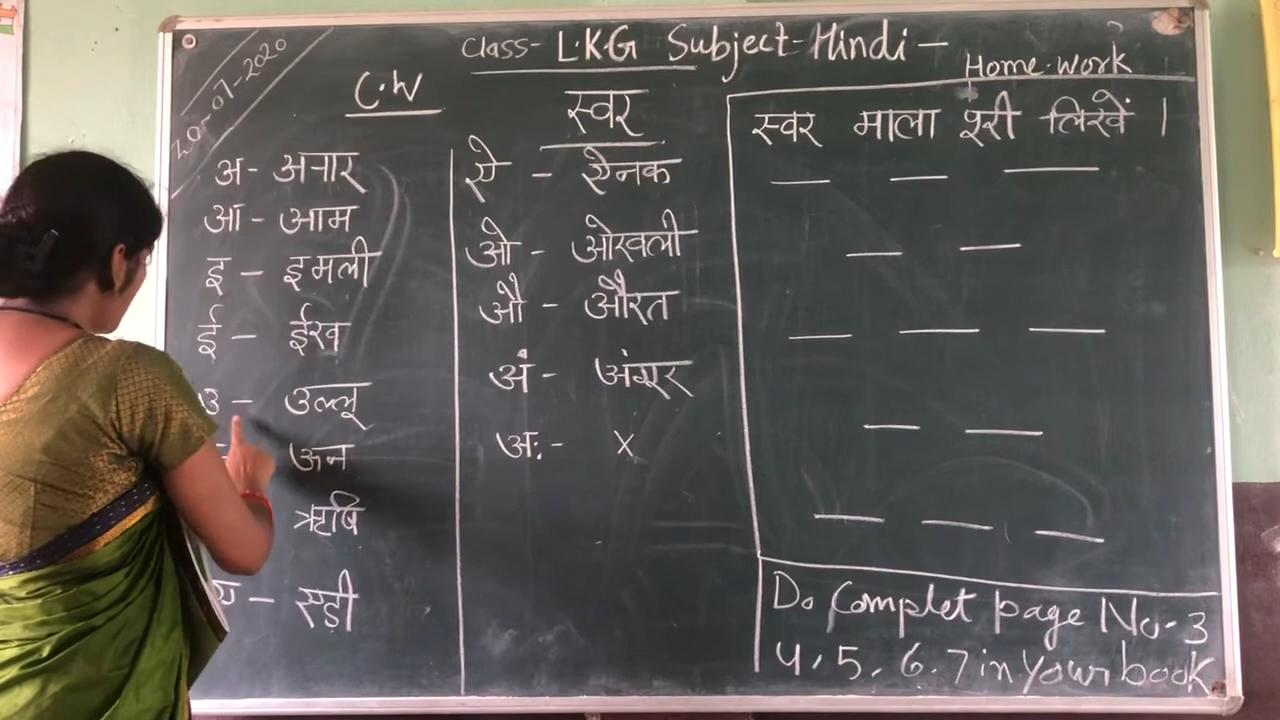 20-07-2020
Class- L.K.G Subject-Hindi-
C.W
स्वर
अ- अनार
आ- आम
इ - इमली
ई - ईख
उ- उल्लू
ऊन
ऋषि
ए - एड़ी
ऐ - ऐनक
ओ - ओखली
औ - औरत
अं - अंगूर
अः- x
Home.work
स्वर माला पूरी लिखें ।
Do Complet page No-3
4, 5, 6, 7 in your book